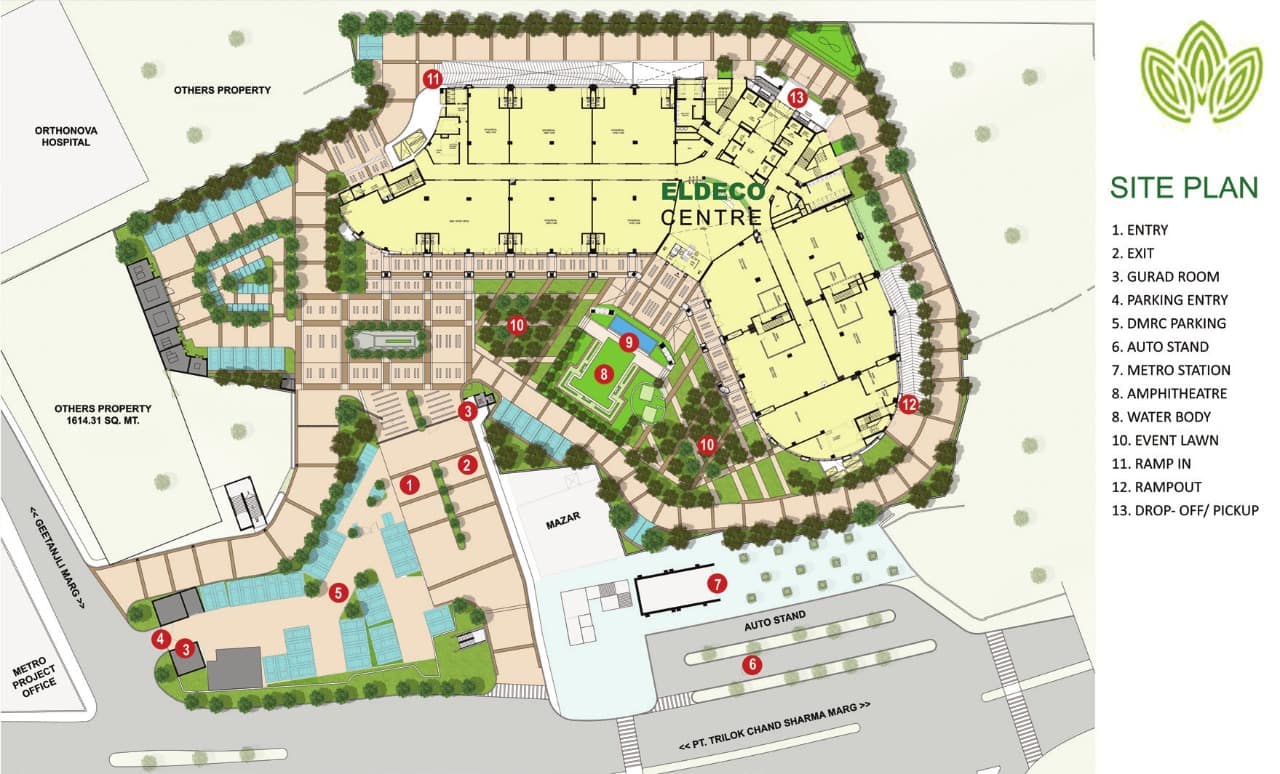 OTHERS PROPERTY
ORTHONOVA
HOSPITAL
OTHERS PROPERTY
1614.31 SQ. MT.
<< GEETANJLI MARG >>
METRO
PROJECT
OFFICE
11
13
ELDECO
CENTRE
10
9
8
3
12
10
2
1
MAZAR
7
5
AUTO STAND
4
3
6
<< PT. TRILOK CHAND SHARMA MARG >>
SITE PLAN
1. ENTRY
2. EXIT
3. GURAD ROOM
4. PARKING ENTRY
5. DMRC PARKING
6. AUTO STAND
7. METRO STATION
8. AMPHITHEATRE
8. WATER BODY
10. EVENT LAWN
11. RAMP IN
12. RAMPOUT
13. DROP- OFF/ PICKUP